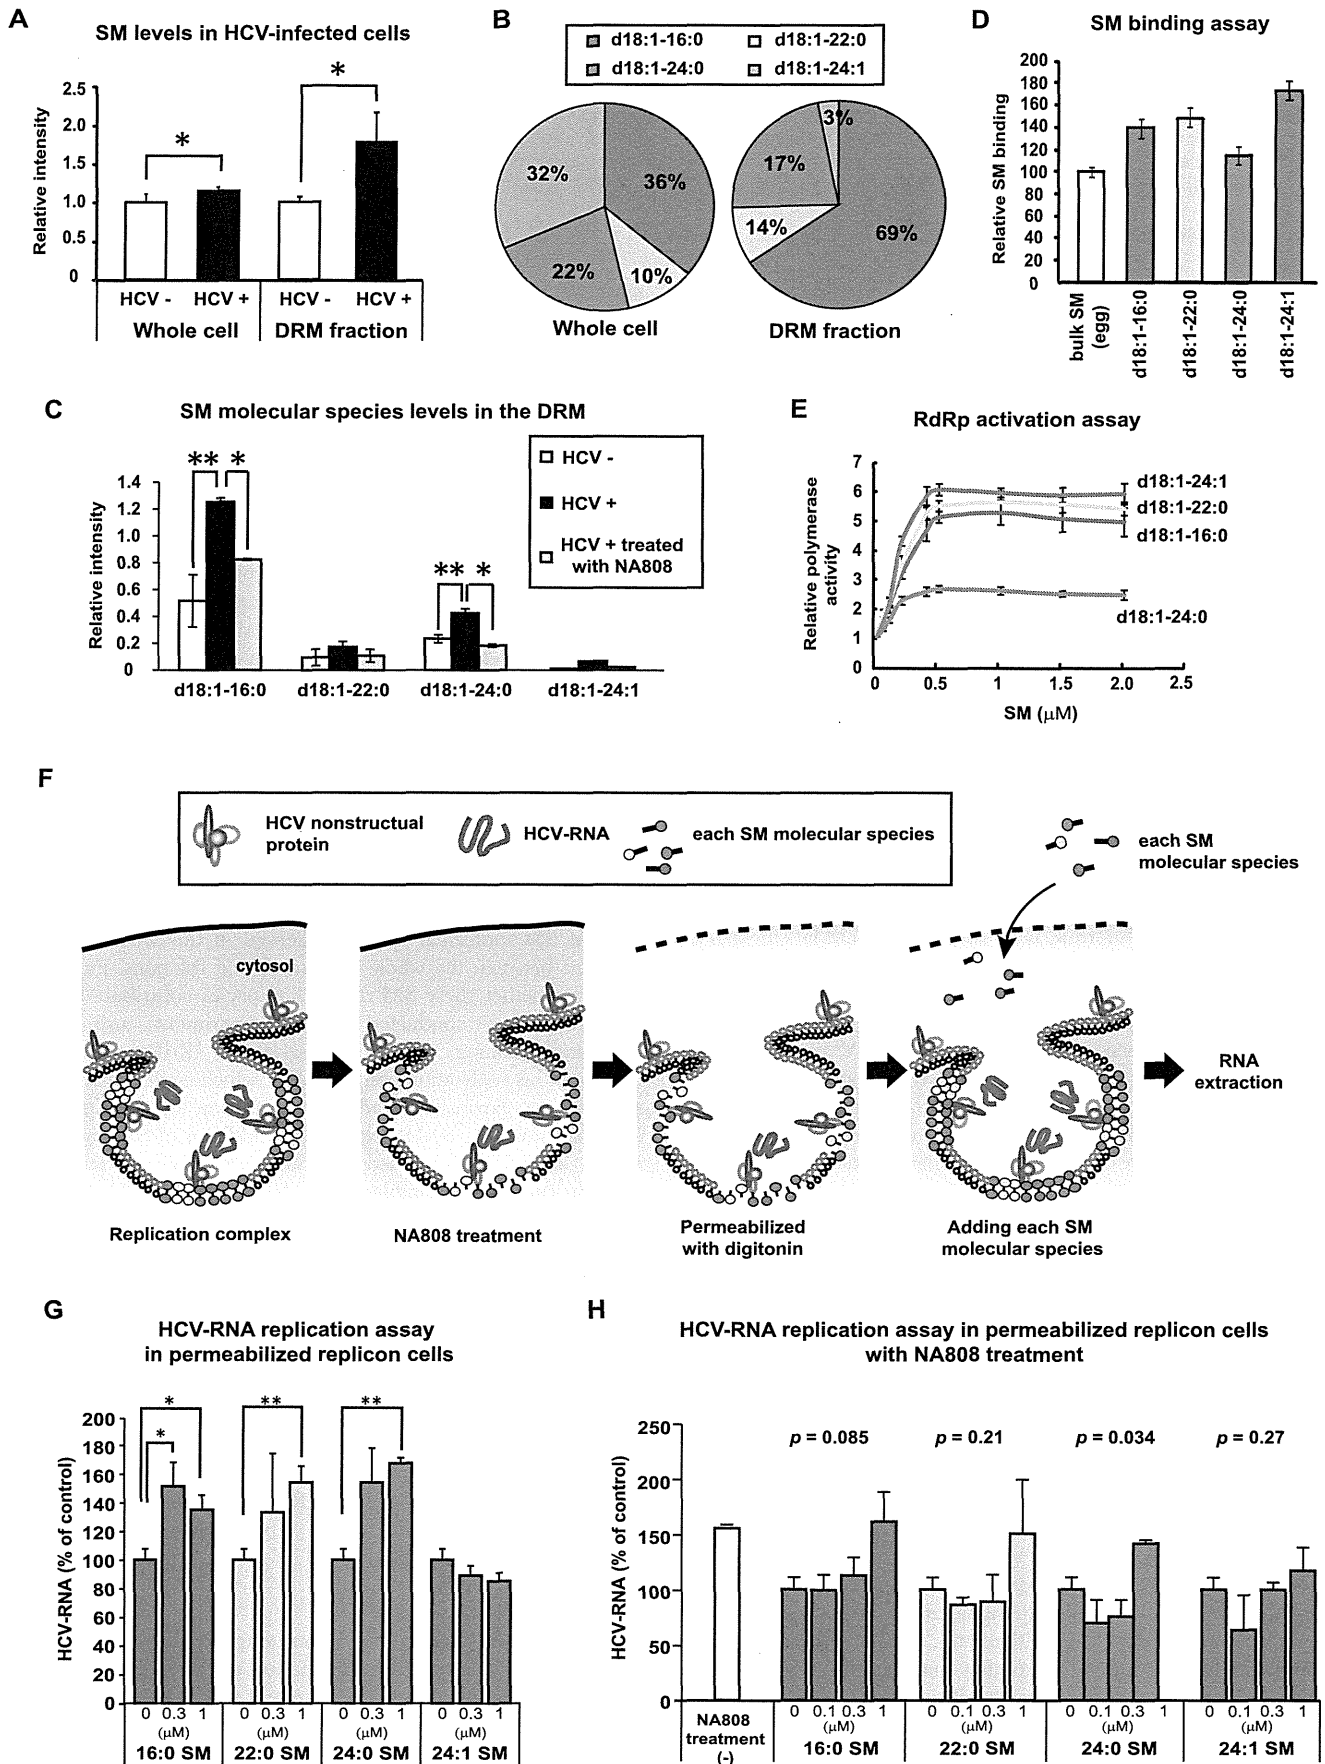 A
SM levels in HCV-infected cells
Relative intensity
2.5
2.0
1.5
1.0
0.5
0
*
*
HCV -
HCV +
HCV -
HCV +
Whole cell
DRM fraction
B
d18:1-16:0
d18:1-22:0
d18:1-24:0
d18:1-24:1
32%
36%
22%
10%
Whole cell
3%
17%
14%
69%
DRM fraction
D
SM binding assay
Relative SM binding
200
180
160
140
120
100
80
60
40
20
0
bulk SM
(egg)
d18:1-16:0
d18:1-22:0
d18:1-24:0
d18:1-24:1
C
SM molecular species levels in the DRM
Relative intensity
1.4
1.2
1.0
0.8
0.6
0.4
0.2
0
** *
** *
HCV -
HCV +
HCV + treated
with NA808
d18:1-16:0
d18:1-22:0
d18:1-24:0
d18:1-24:1
E
RdRp activation assay
Relative polymerase
activity
7
6
5
4
3
2
1
0
d18:1-24:1
d18:1-22:0
d18:1-16:0
d18:1-24:0
0
0.5
1
1.5
2.0
2.5
SM (μM)
F
HCV nonstructual
protein
HCV-RNA
each SM molecular species
each SM
molecular species
cytosol
RNA
extraction
Replication complex
NA808 treatment
Permeabilized
with digitonin
Adding each SM
molecular species
G
HCV-RNA replication assay
in permeabilized replicon cells
HCV-RNA (% of control)
200
180
160
140
120
100
80
60
40
20
0
*
*
**
**
0 0.3 1
(μM)
16:0 SM
0 0.3 1
(μM)
22:0 SM
0 0.3 1
(μM)
24:0 SM
0 0.3 1
(μM)
24:1 SM
H
HCV-RNA replication assay in permeabilized replicon cells
with NA808 treatment
HCV-RNA (% of control)
250
200
150
100
50
0
p = 0.085
p = 0.21
p = 0.034
p = 0.27
NA808
treatment
(-)
0 0.1 0.3 1
(μM)
16:0 SM
0 0.1 0.3 1
(μM)
22:0 SM
0 0.1 0.3 1
(μM)
24:0 SM
0 0.1 0.3 1
(μM)
24:1 SM